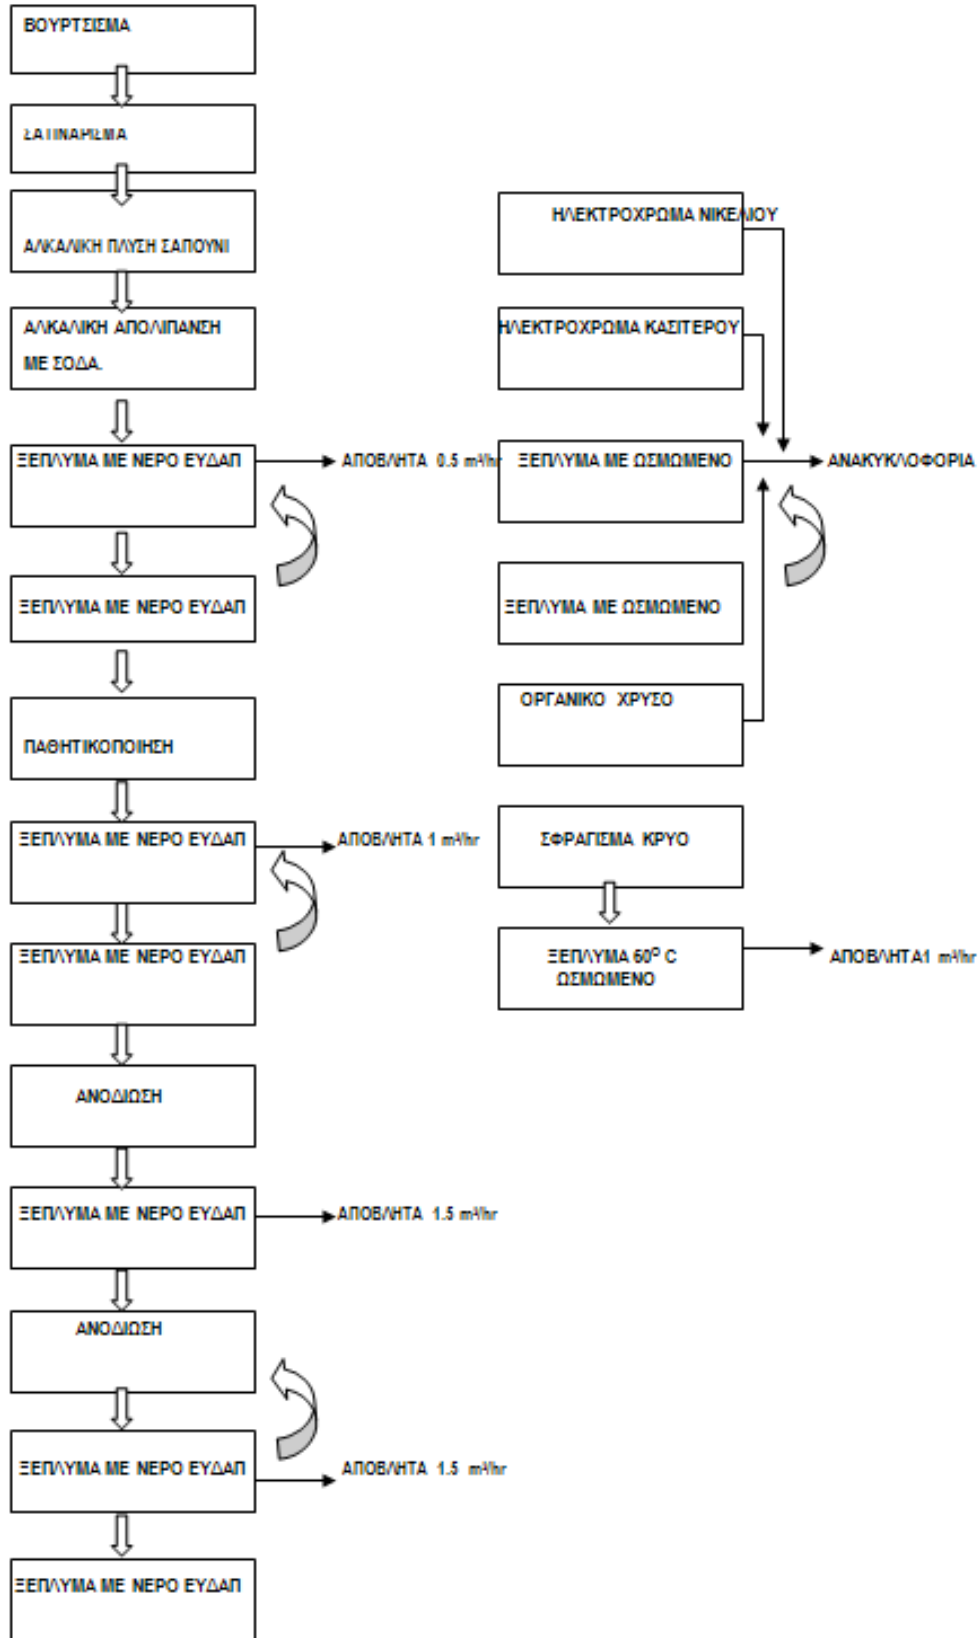 ΒΟΥΡΤΣΙΣΜΑ
ΣΑΤΙΝΑΡΙΣΜΑ
ΑΛΚΑΛΙΚΗ ΠΛΥΣΗ ΣΑΠΟΥΝΙ
ΑΛΚΑΛΙΚΗ ΑΠΟΛΙΠΑΝΣΗ
ΜΕ ΣΟΔΑ.
ΞΕΠΛΥΜΑ ΜΕ ΝΕΡΟ ΕΥΔΑΠ
ΑΠΟΒΛΗΤΑ 0.5 m³/hr
ΞΕΠΛΥΜΑ ΜΕ ΝΕΡΟ ΕΥΔΑΠ
ΠΑΘΗΤΙΚΟΠΟΙΗΣΗ
ΞΕΠΛΥΜΑ ΜΕ ΝΕΡΟ ΕΥΔΑΠ
ΑΠΟΒΛΗΤΑ 1 m³/hr
ΞΕΠΛΥΜΑ ΜΕ ΝΕΡΟ ΕΥΔΑΠ
ΑΝΟΔΙΩΣΗ
ΞΕΠΛΥΜΑ ΜΕ ΝΕΡΟ ΕΥΔΑΠ
ΑΠΟΒΛΗΤΑ 1.5 m³/hr
ΑΝΟΔΙΩΣΗ
ΞΕΠΛΥΜΑ ΜΕ ΝΕΡΟ ΕΥΔΑΠ
ΑΠΟΒΛΗΤΑ 1.5 m³/hr
ΞΕΠΛΥΜΑ ΜΕ ΝΕΡΟ ΕΥΔΑΠ
ΗΛΕΚΤΡΟΧΡΩΜΑ ΝΙΚΕΛΙΟΥ
ΗΛΕΚΤΡΟΧΡΩΜΑ ΚΑΣΙΤΕΡΟΥ
ΞΕΠΛΥΜΑ ΜΕ ΩΣΜΩΜΕΝΟ
ΑΝΑΚΥΚΛΟΦΟΡΙΑ
ΞΕΠΛΥΜΑ ΜΕ ΩΣΜΩΜΕΝΟ
ΟΡΓΑΝΙΚΟ ΧΡΥΣΟ
ΣΦΡΑΓΙΣΜΑ ΚΡΥΟ
ΞΕΠΛΥΜΑ 60⁰ C
ΩΣΜΩΜΕΝΟ
ΑΠΟΒΛΗΤΑ1 m³/hr